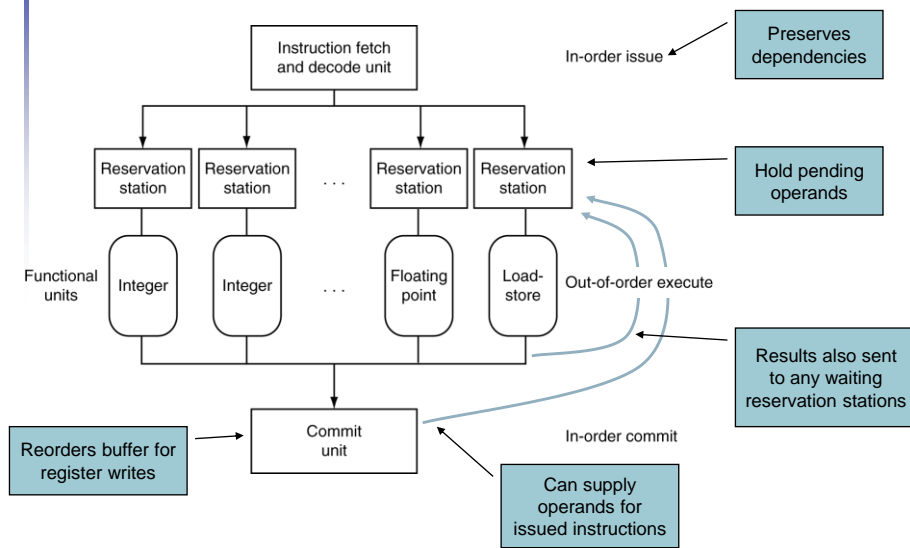 Instruction fetch
and decode unit
In-order issue
Preserves
dependencies
Reservation
station
Reservation
station
. . .
Reservation
station
Reservation
station
Hold pending
operands
Functional
units
Integer
Integer
. . .
Floating
point
Load-
store
Out-of-order execute
Results also sent
to any waiting
reservation stations
Reorders buffer for
register writes
Commit
unit
In-order commit
Can supply
operands for
issued instructions